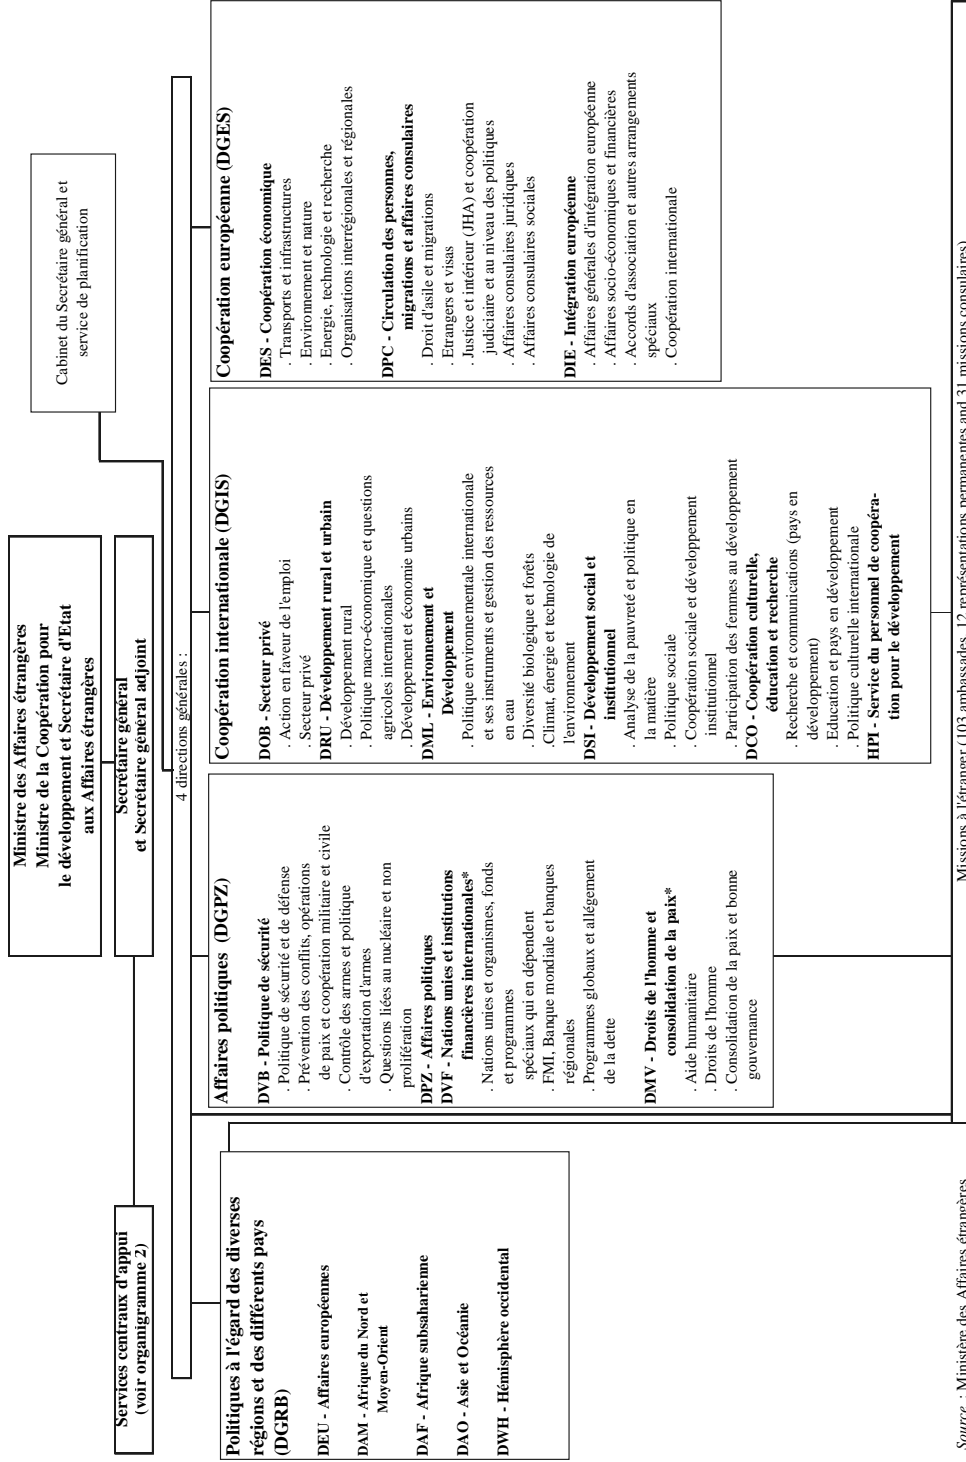 Ministre des Affaires étrangères
Ministre de la Coopération pour
le développement et Secrétaire d'Etat
aux Affaires étrangères
Cabinet du Secrétaire général et
service de planification
Secrétaire général
et Secrétaire général adjoint
Services centraux d'appui
(voir organigramme 2)
4 directions générales :
Politiques à l'égard des diverses
régions et des différents pays
(DGRB)
DEU - Affaires européennes
DAM - Afrique du Nord et
Moyen-Orient
DAF - Afrique subsaharienne
DAO - Asie et Océanie
DWH - Hémisphère occidental
Affaires politiques (DGPZ)
DVB - Politique de sécurité
. Politique de sécurité et de défense
. Prévention des conflits, opérations
de paix et coopération militaire et civile
. Contrôle des armes et politique
d'exportation d'armes
. Questions liées au nucléaire et non
prolifération
DPZ - Affaires politiques
DVF - Nations unies et institutions
financières internationales*
. Nations unies et organismes, fonds
et programmes
spéciaux qui en dépendent
. FMI, Banque mondiale et banques
régionales
. Programmes globaux et allégement
de la dette
DMV - Droits de l'homme et
consolidation de la paix*
. Aide humanitaire
. Droits de l'homme
. Consolidation de la paix et bonne
gouvernance
Coopération internationale (DGIS)
DOB - Secteur privé
. Action en faveur de l'emploi
. Secteur privé
DRU - Développement rural et urbain
. Développement rural
. Politique macro-économique et questions
agricoles internationales
. Développement et économie urbains
DML - Environnement et
Développement
. Politique environnementale internationale
et ses instruments et gestion des ressources
en eau
. Diversité biologique et forêts
.Climat, énergie et technologie de
l'environnement
DSI - Développement social et
institutionnel
. Analyse de la pauvreté et politique en
la matière
. Politique sociale
. Coopération sociale et développement
institutionnel
. Participation des femmes au développement
DCO - Coopération culturelle,
éducation et recherche
. Recherche et communications (pays en
développement)
. Education et pays en développement
. Politique culturelle internationale
HPI - Service du personnel de coopéra-
tion pour le développement
Coopération européenne (DGES)
DES - Coopération économique
. Transports et infrastructures
. Environnement et nature
. Energie, technologie et recherche
. Organisations interrégionales et régionales
DPC - Circulation des personnes,
migrations et affaires consulaires
. Droit d'asile et migrations
. Etrangers et visas
. Justice et intérieur (JHA) et coopération
judiciaire et au niveau des politiques
. Affaires consulaires juridiques
. Affaires consulaires sociales
DIE - Intégration européenne
. Affaires générales d'intégration européenne
. Affaires socio-économiques et financières
. Accords d'association et autres arrangements
spéciaux
. Coopération internationale
Missions à l'étranger (103 ambassades, 12 représentations permanentes and 31 missions consulaires)
Source : Ministère des Affaires étrangères